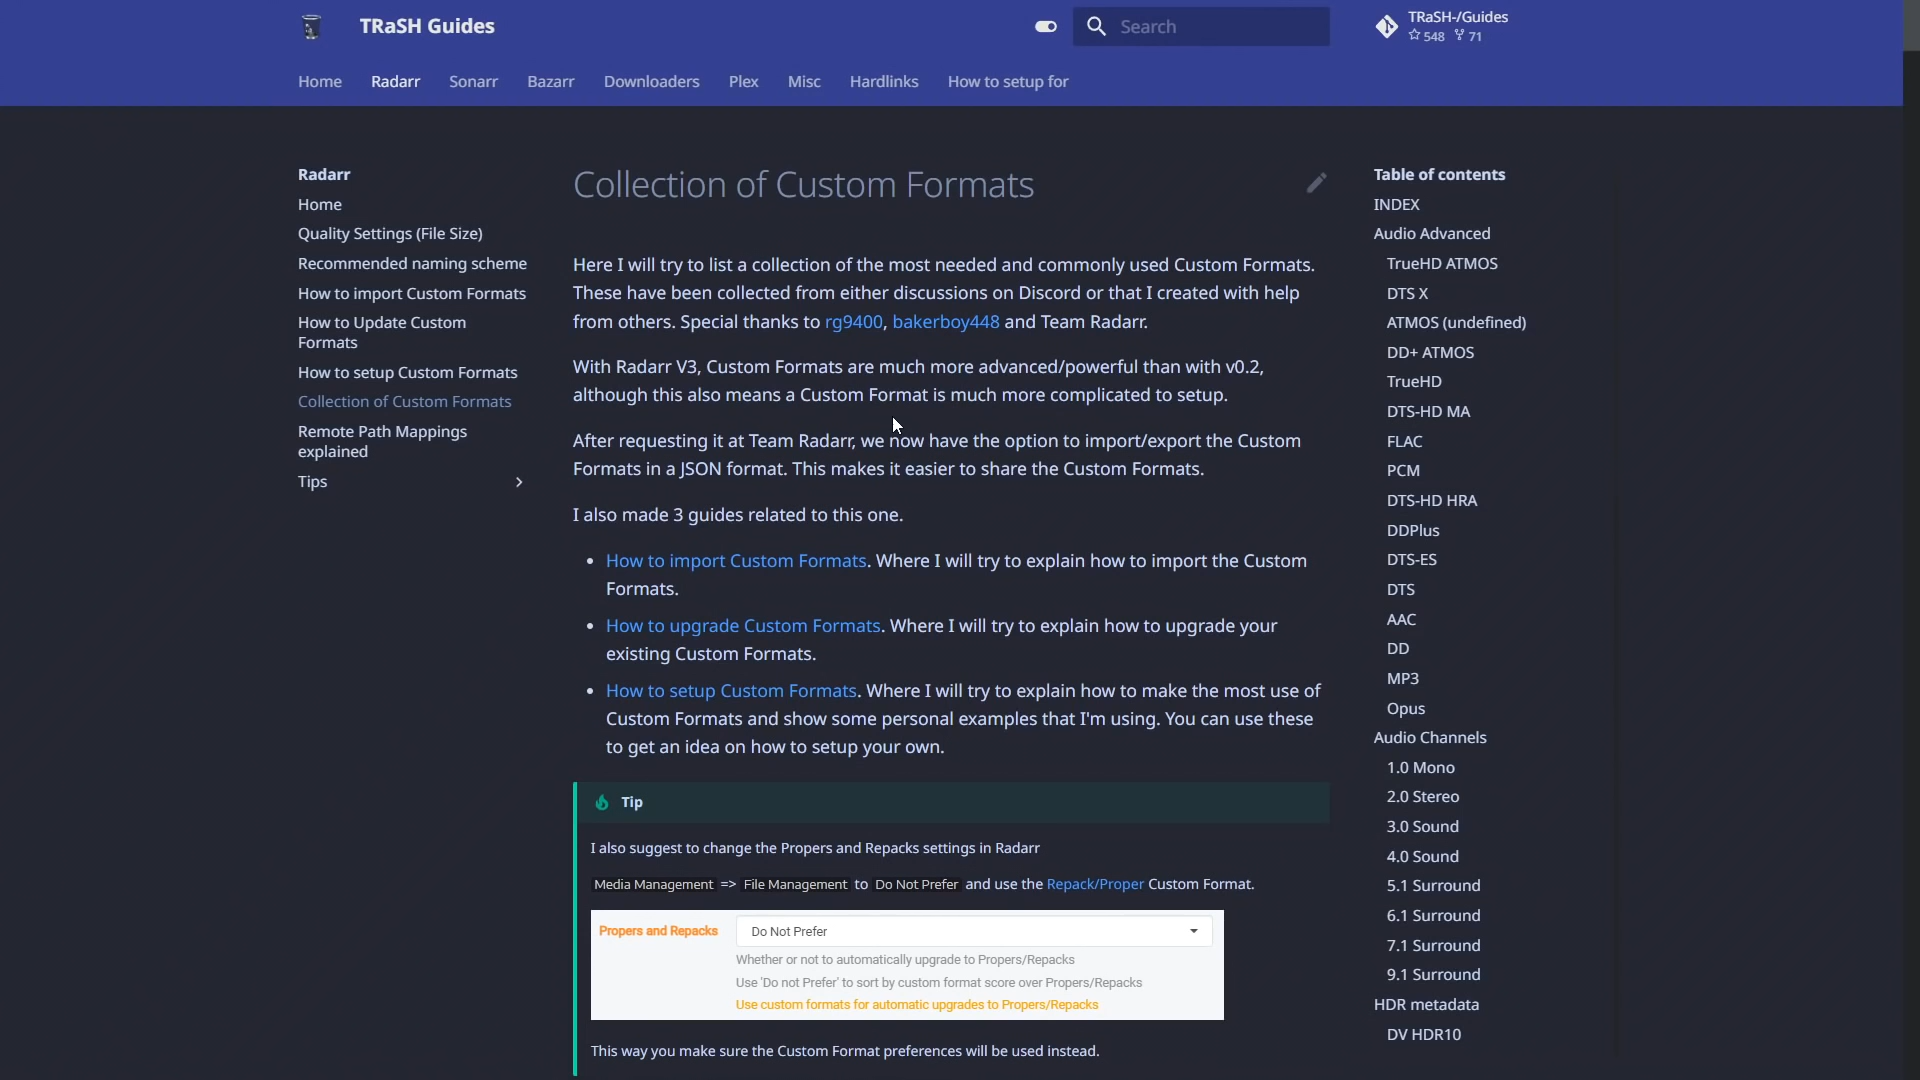 TRaSH Guides
Search
TRaSH-/Guides
548 71
Home Radarr Sonarr Bazarr Downloaders Plex Misc Hardlinks How to setup for
Radarr
Home
Quality Settings (File Size)
Recommended naming scheme
How to import Custom Formats
How to Update Custom
Formats
How to setup Custom Formats
Collection of Custom Formats
Remote Path Mappings
explained
Tips
Collection of Custom Formats
Here I will try to list a collection of the most needed and commonly used Custom Formats.
These have been collected from either discussions on Discord or that I created with help
from others. Special thanks to rg9400, bakerboy448 and Team Radarr.
With Radarr V3, Custom Formats are much more advanced/powerful than with v0.2,
although this also means a Custom Format is much more complicated to setup.
After requesting it at Team Radarr, we now have the option to import/export the Custom
Formats in a JSON format. This makes it easier to share the Custom Formats.
I also made 3 guides related to this one.
• How to import Custom Formats. Where I will try to explain how to import the Custom
Formats.
• How to upgrade Custom Formats. Where I will try to explain how to upgrade your
existing Custom Formats.
• How to setup Custom Formats. Where I will try to explain how to make the most use of
Custom Formats and show some personal examples that I'm using. You can use these
to get an idea on how to setup your own.
Tip
I also suggest to change the Propers and Repacks settings in Radarr
Media Management => File Management to Do Not Prefer and use the Repack/Proper Custom Format.
Propers and Repacks Do Not Prefer
Whether or not to automatically upgrade to Propers/Repacks
Use 'Do not Prefer' to sort by custom format score over Propers/Repacks
Use custom formats for automatic upgrades to Propers/Repacks
This way you make sure the Custom Format preferences will be used instead.
Table of contents
INDEX
Audio Advanced
TrueHD ATMOS
DTS X
ATMOS (undefined)
DD+ ATMOS
TrueHD
DTS-HD MA
FLAC
PCM
DTS-HD HRA
DDPlus
DTS-ES
DTS
AAC
DD
MP3
Opus
Audio Channels
1.0 Mono
2.0 Stereo
3.0 Sound
4.0 Sound
5.1 Surround
6.1 Surround
7.1 Surround
9.1 Surround
HDR metadata
DV HDR10